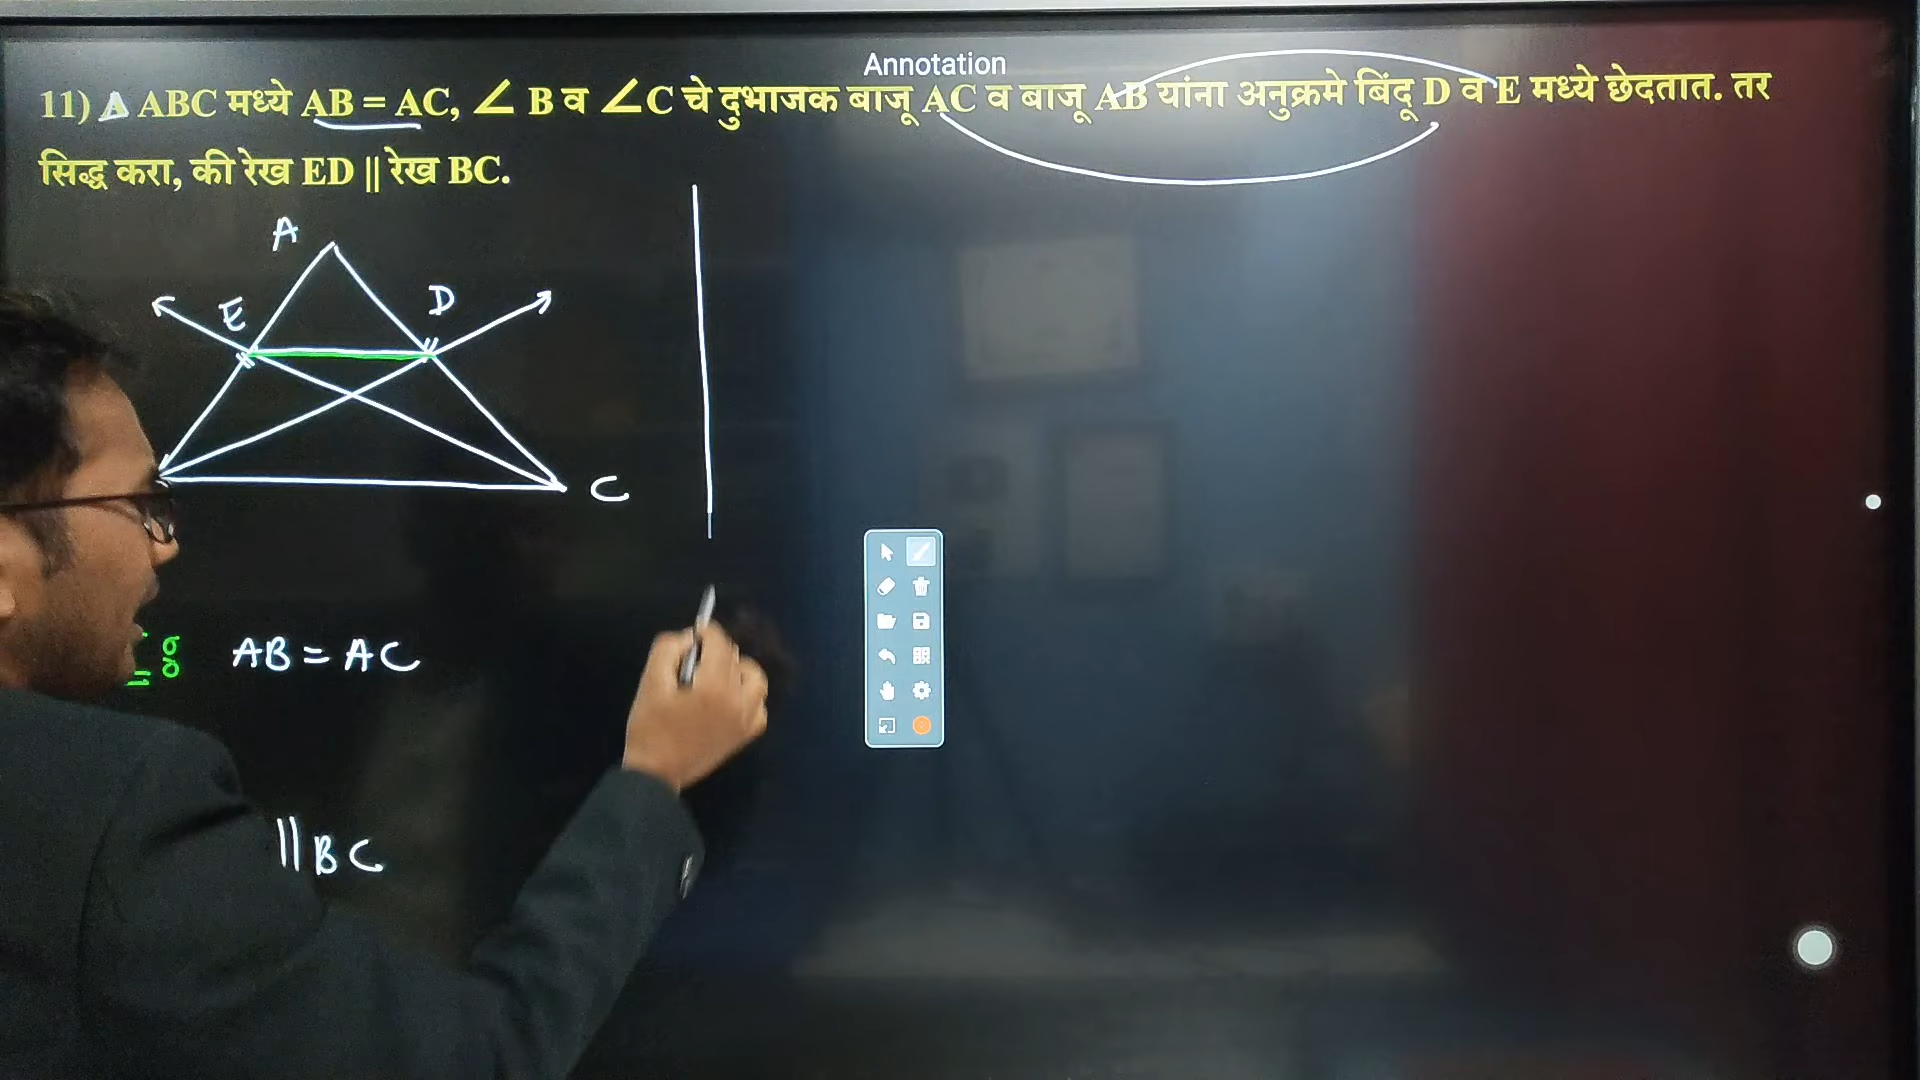 Annotation
11) Δ ABC मध्ये AB = AC, ∠ B व ∠C चे दुभाजक बाजू AC व बाजू AB यांना अनुक्रमे बिंदू D व E मध्ये छेदतात. तर
सिद्ध करा, की रेख ED || रेख BC.
A
E D
C
AB = AC
|| BC